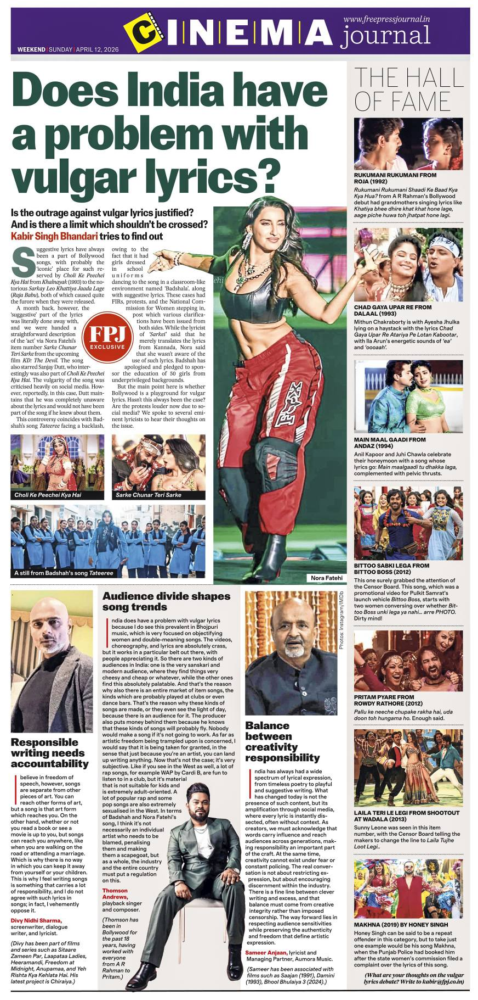 WEEKEND | SUNDAY | APRIL 12, 2026
CINEMA
www.freepressjournal.in
journal
Does India have
a problem with
vulgar lyrics?
Is the outrage against vulgar lyrics justified?
And is there a limit which shouldn't be crossed?
Kabir Singh Bhandari tries to find out
Suggestive lyrics have always
been a part of Bollywood
songs, with probably the
'iconic' place for such re-
served by Choli Ke Peechei
Kya Hai from Khalnayak (1993) to the no-
torious Sarkay Leo Khattiya Jaada Lage
(Raja Babu), both of which caused quite
the furore when they were released.
A month back, however, the
'suggestive' part of the lyrics
was literally done away with,
and we were handed a
straightforward description
of the 'act' via Nora Fatehi's
item number Sarke Chunar
Teri Sarke from the upcoming
film KD: The Devil. The song
also starred Sanjay Dutt, who inter-
estingly was also part of Choli Ke Peechei
Kya Hai. The vulgarity of the song was
criticised heavily on social media. How-
ever, reportedly, in this case, Dutt main-
tains that he was completely unaware
about the lyrics and would not have been
part of the song if he knew about them.
This controversy coincides with Bad-
shah's song Tateeree facing a backlash,
owing to the
fact that it had
girls dressed
in school
uniforms
dancing to the song in a classroom-like
environment named 'Badshala', along
with suggestive lyrics. These cases had
FIRs, protests, and the National Com-
mission for Women stepping in,
post which various clarifica-
tions have been issued from
both sides. While the lyricist
of 'Sarkei' said that he
merely translates the lyrics
from Kannada, Nora said
that she wasn't aware of the
use of such lyrics. Badshah has
apologised and pledged to spon-
sor the education of 50 girls from
underprivileged backgrounds.
But the main point here is whether
Bollywood is a playground for vulgar
lyrics. Hasn't this always been the case?
Are the protests louder now due to so-
cial media? We spoke to several emi-
nent lyricists to hear their thoughts on
the issue.
FPJ
EXCLUSIVE
ehi
Choli Ke Peechei Kya Hai
Sarke Chunar Teri Sarke
A still from Badshah's song Tateeree
Nora Fatehi
Photos: Instagram/IMDb
Responsible
writing needs
accountability
I believe in freedom of
speech, however, songs
are separate from other
pieces of art. You can
reach other forms of art,
but a song is that art form
which reaches you. On the
other hand, whether or not
you read a book or see a
movie is up to you, but songs
can reach you anywhere, like
when you are walking on the
road or attending a marriage.
Which is why there is no way
in which you can keep it away
from yourself or your children.
This is why I feel writing songs
is something that carries a lot
of responsibility, and I do not
agree with such lyrics in
songs; in fact, I vehemently
oppose it.
Divy Nidhi Sharma,
screenwriter, dialogue
writer, and lyricist.
(Divy has been part of films
and series such as Sitaare
Zameen Par, Laapataa Ladies,
Heeramandi, Freedom at
Midnight, Anupamaa, and Yeh
Rishta Kya Kehlata Hai. His
latest project is Chiraiya.)
Audience divide shapes
song trends
India does have a problem with vulgar lyrics
because I do see this prevalent in Bhojpuri
music, which is very focused on objectifying
women and double-meaning songs. The videos,
choreography, and lyrics are absolutely crass,
but it works in a particular belt out there, with
people appreciating it. So there are two kinds of
audiences in India: one is the very sanskari and
modern audience, where they find things very
cheesy and cheap or whatever, while the other ones
find this absolutely palatable. And that's the reason
why also there is an entire market of item songs, the
kinds which are probably played at clubs or even
dance bars. That's the reason why these kinds of
songs are made, or they even see the light of day,
because there is an audience for it. The producer
also puts money behind them because he knows
that these kinds of songs will probably fly. Nobody
would make a song if it's not going to work. As far as
artistic freedom being trampled upon is concerned, I
would say that it is being taken for granted, in the
sense that just because you're an artist, you can land
up writing anything. Now that's not the case; it's very
subjective. Like if you see in the West as well, a lot of
rap songs, for example WAP by Cardi B, are fun to
listen to in a club, but it's material
that is not suitable for kids and
is extremely adult-oriented. A
lot of popular rap and some
pop songs are also extremely
sexualised in the West. In terms
of Badshah and Nora Fatehi's
song, I think it's not
necessarily an individual
artist who needs to be
blamed, penalising
them and making
them a scapegoat, but
as a whole, the industry
and the entire country
must put a regulation
on this.
Thomson
Andrews,
playback singer
and composer.
(Thomson has
been in
Bollywood for
the past 18
years, having
worked with
everyone
from A R
Rahman to
Pritam.)
Balance
between
creativity
responsibility
India has always had a wide
spectrum of lyrical expression,
from timeless poetry to playful
and suggestive writing. What
has changed today is not the
presence of such content, but its
amplification through social media,
where every lyric is instantly dis-
sected, often without context. As
creators, we must acknowledge that
words carry influence and reach
audiences across generations, mak-
ing responsibility an important part
of the craft. At the same time,
creativity cannot exist under fear or
constant policing. The real conver-
sation is not about restricting ex-
pression, but about encouraging
discernment within the industry.
There is a fine line between clever
writing and excess, and that
balance must come from creative
integrity rather than imposed
censorship. The way forward lies in
respecting audience sensitivities
while preserving the authenticity
and freedom that define artistic
expression.
Sameer Anjaan, lyricist and
Managing Partner, Aumora Music.
(Sameer has been associated with
films such as Saajan (1991), Damini
(1993), Bhool Bhulaiya 3 (2024).)
THE HALL
OF FAME
RUKUMANI RUKUMANI FROM
ROJA (1992)
Rukumani Rukumani Shaadi Ke Baad Kya
Kya Hua? from A R Rahman's Bollywood
debut had grandmothers singing lyrics like
Khatiya bhee dhire khat khat hone lage,
aage piche huwa toh jhatpat hone lagi.
CHAD GAYA UPAR RE FROM
DALAAL (1993)
Mithun Chakraborty is with Ayesha Jhulka
lying on a haystack with the lyrics Chad
Gaya Upar Re Atariya Pe Lotan Kabootar,
with Ila Arun's energetic sounds of 'ea'
and 'oooaah'.
MAIN MAAL GAADI FROM
ANDAZ (1994)
Anil Kapoor and Juhi Chawla celebrate
their honeymoon with a song whose
lyrics go: Main maalgaadi tu dhakka laga,
complemented with pelvic thrusts.
BITTOO SABKI LEGA FROM
BITTOO BOSS (2012)
This one surely grabbed the attention of
the Censor Board. This song, which was a
promotional video for Pulkit Samrat's
launch vehicle Bittoo Boss, starts with
two women conversing over whether Bit-
too Boss unki lega ya nahi... arre PHOTO.
Dirty mind!
PRITAM PYARE FROM
ROWDY RATHORE (2012)
Pallu ke neeche chupake rakha hai, uda
doon toh hungama ho. Enough said.
LAILA TERI LE LEGI FROM SHOOTOUT
AT WADALA (2013)
Sunny Leone was seen in this item
number, with the Censor Board telling the
makers to change the line to Laila Tujhe
Loot Legi..
MAKHNA (2019) BY HONEY SINGH
Honey Singh can be said to be a repeat
offender in this category, but to take just
one example would be his song Makhna,
when the Punjab Police had booked him
after the state women's commission filed a
complaint over the lyrics of this song.
(What are your thoughts on the vulgar
lyrics debate? Write to kabir@fpj.co.in)